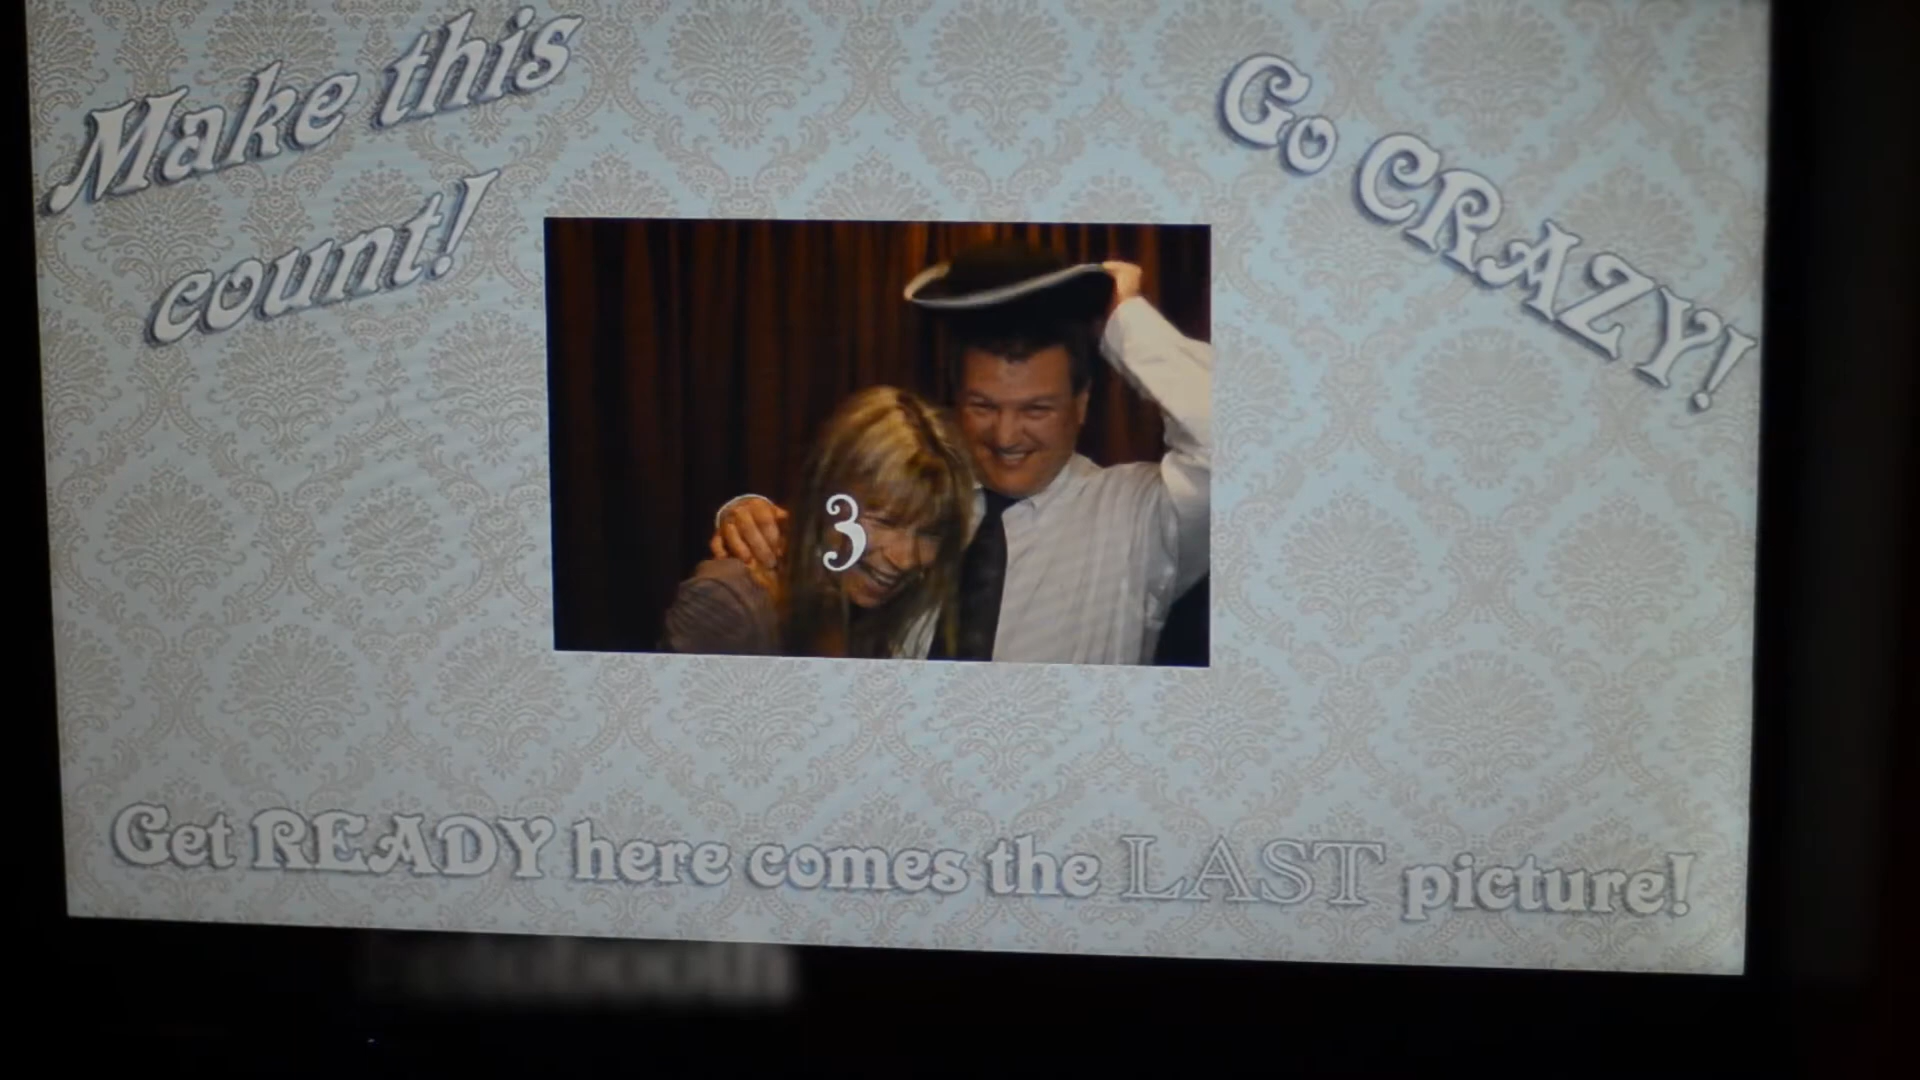 Make this
count!
Go CRAZY!
3
Get READY here comes the LAST picture!